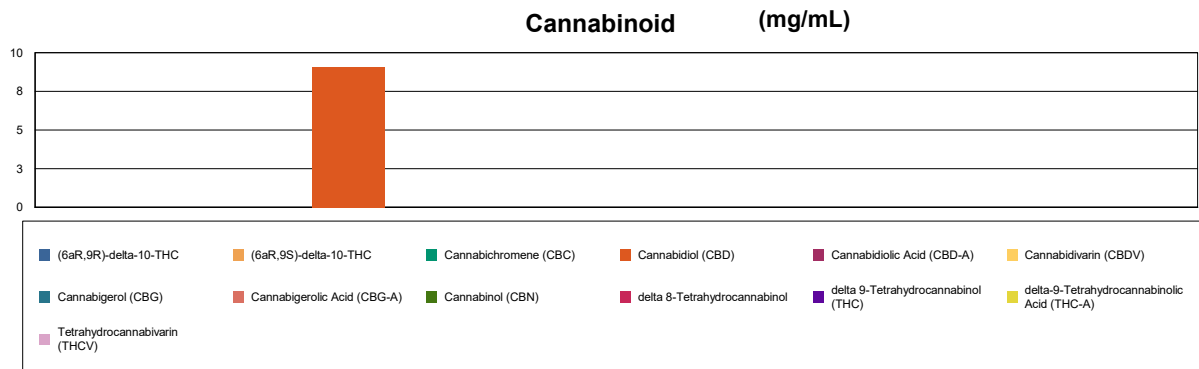 Cannabinoid (mg/mL)
10
8
5
3
0
(6aR,9R)-delta-10-THC (6aR,9S)-delta-10-THC Cannabichromene (CBC) Cannabidiol (CBD) Cannabidiolic Acid (CBD-A) Cannabidivarin (CBDV)
Cannabigerol (CBG) Cannabigerolic Acid (CBG-A) Cannabinol (CBN) delta 8-Tetrahydrocannabinol delta 9-Tetrahydrocannabinol
(THC) delta-9-Tetrahydrocannabinolic
Acid (THC-A)
Tetrahydrocannabivarin
(THCV)